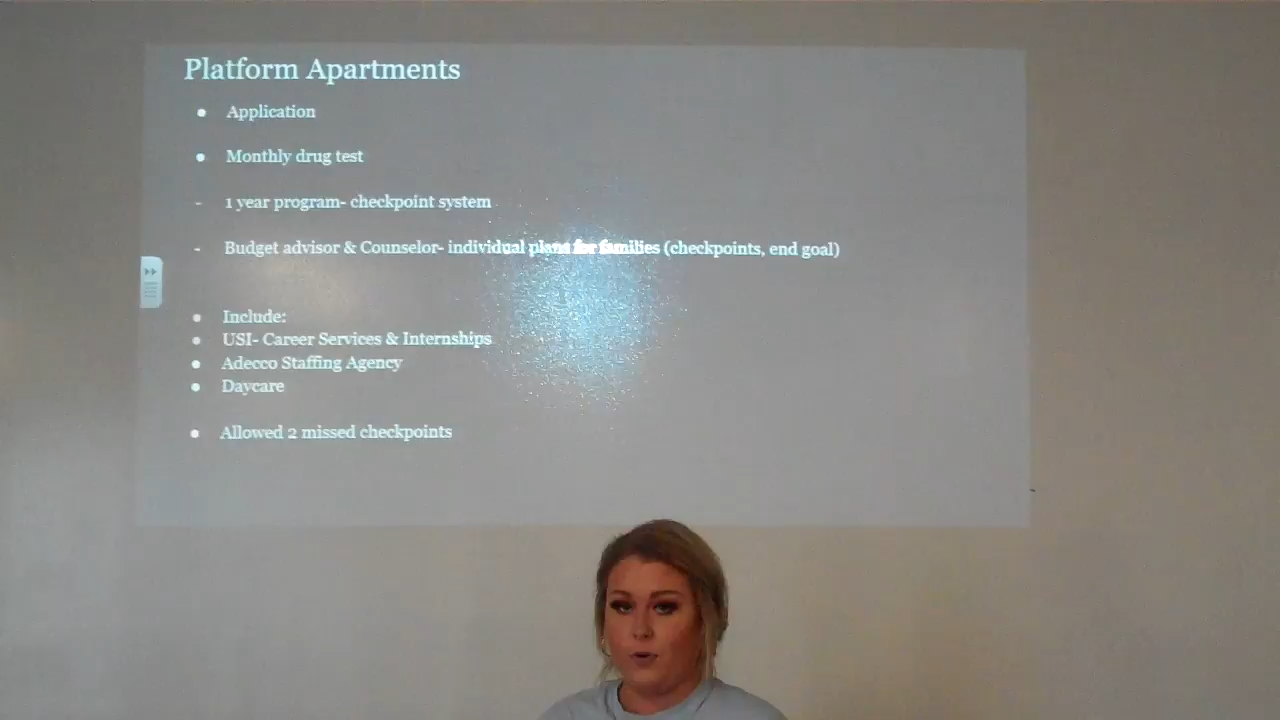 Platform Apartments
● Application
● Monthly drug test
- 1 year program- checkpoint system
- Budget advisor & Counselor- individual plans for families (checkpoints, end goal)
● Include:
● USI- Career Services & Internships
● Adecco Staffing Agency
● Daycare
● Allowed 2 missed checkpoints